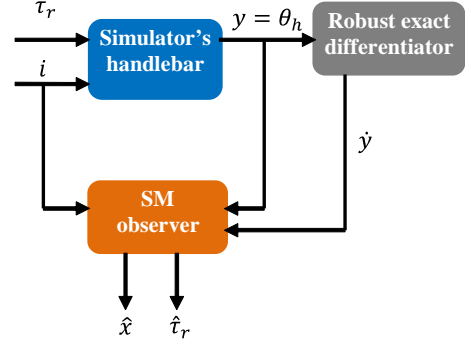 τ_r
Simulator's
handlebar
y = θ_h
Robust exact
differentiator
i
ẏ
SM
observer
x̂
τ̂_r